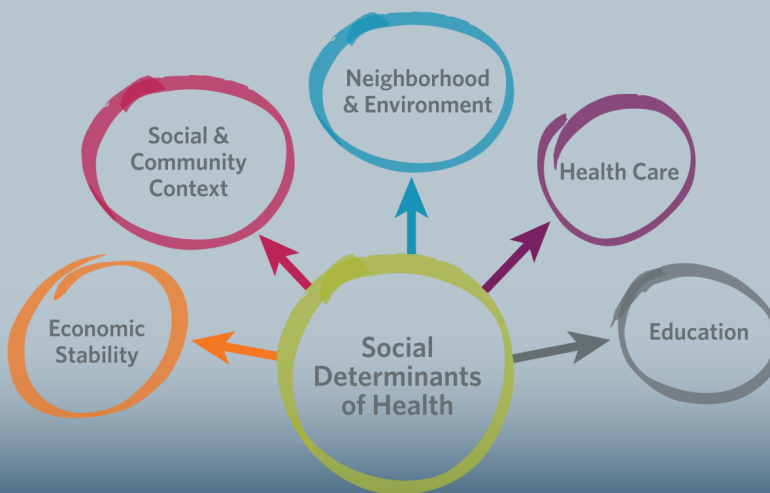 Neighborhood
& Environment
Social &
Community
Context
Health Care
Economic
Stability
Education
Social
Determinants
of Health